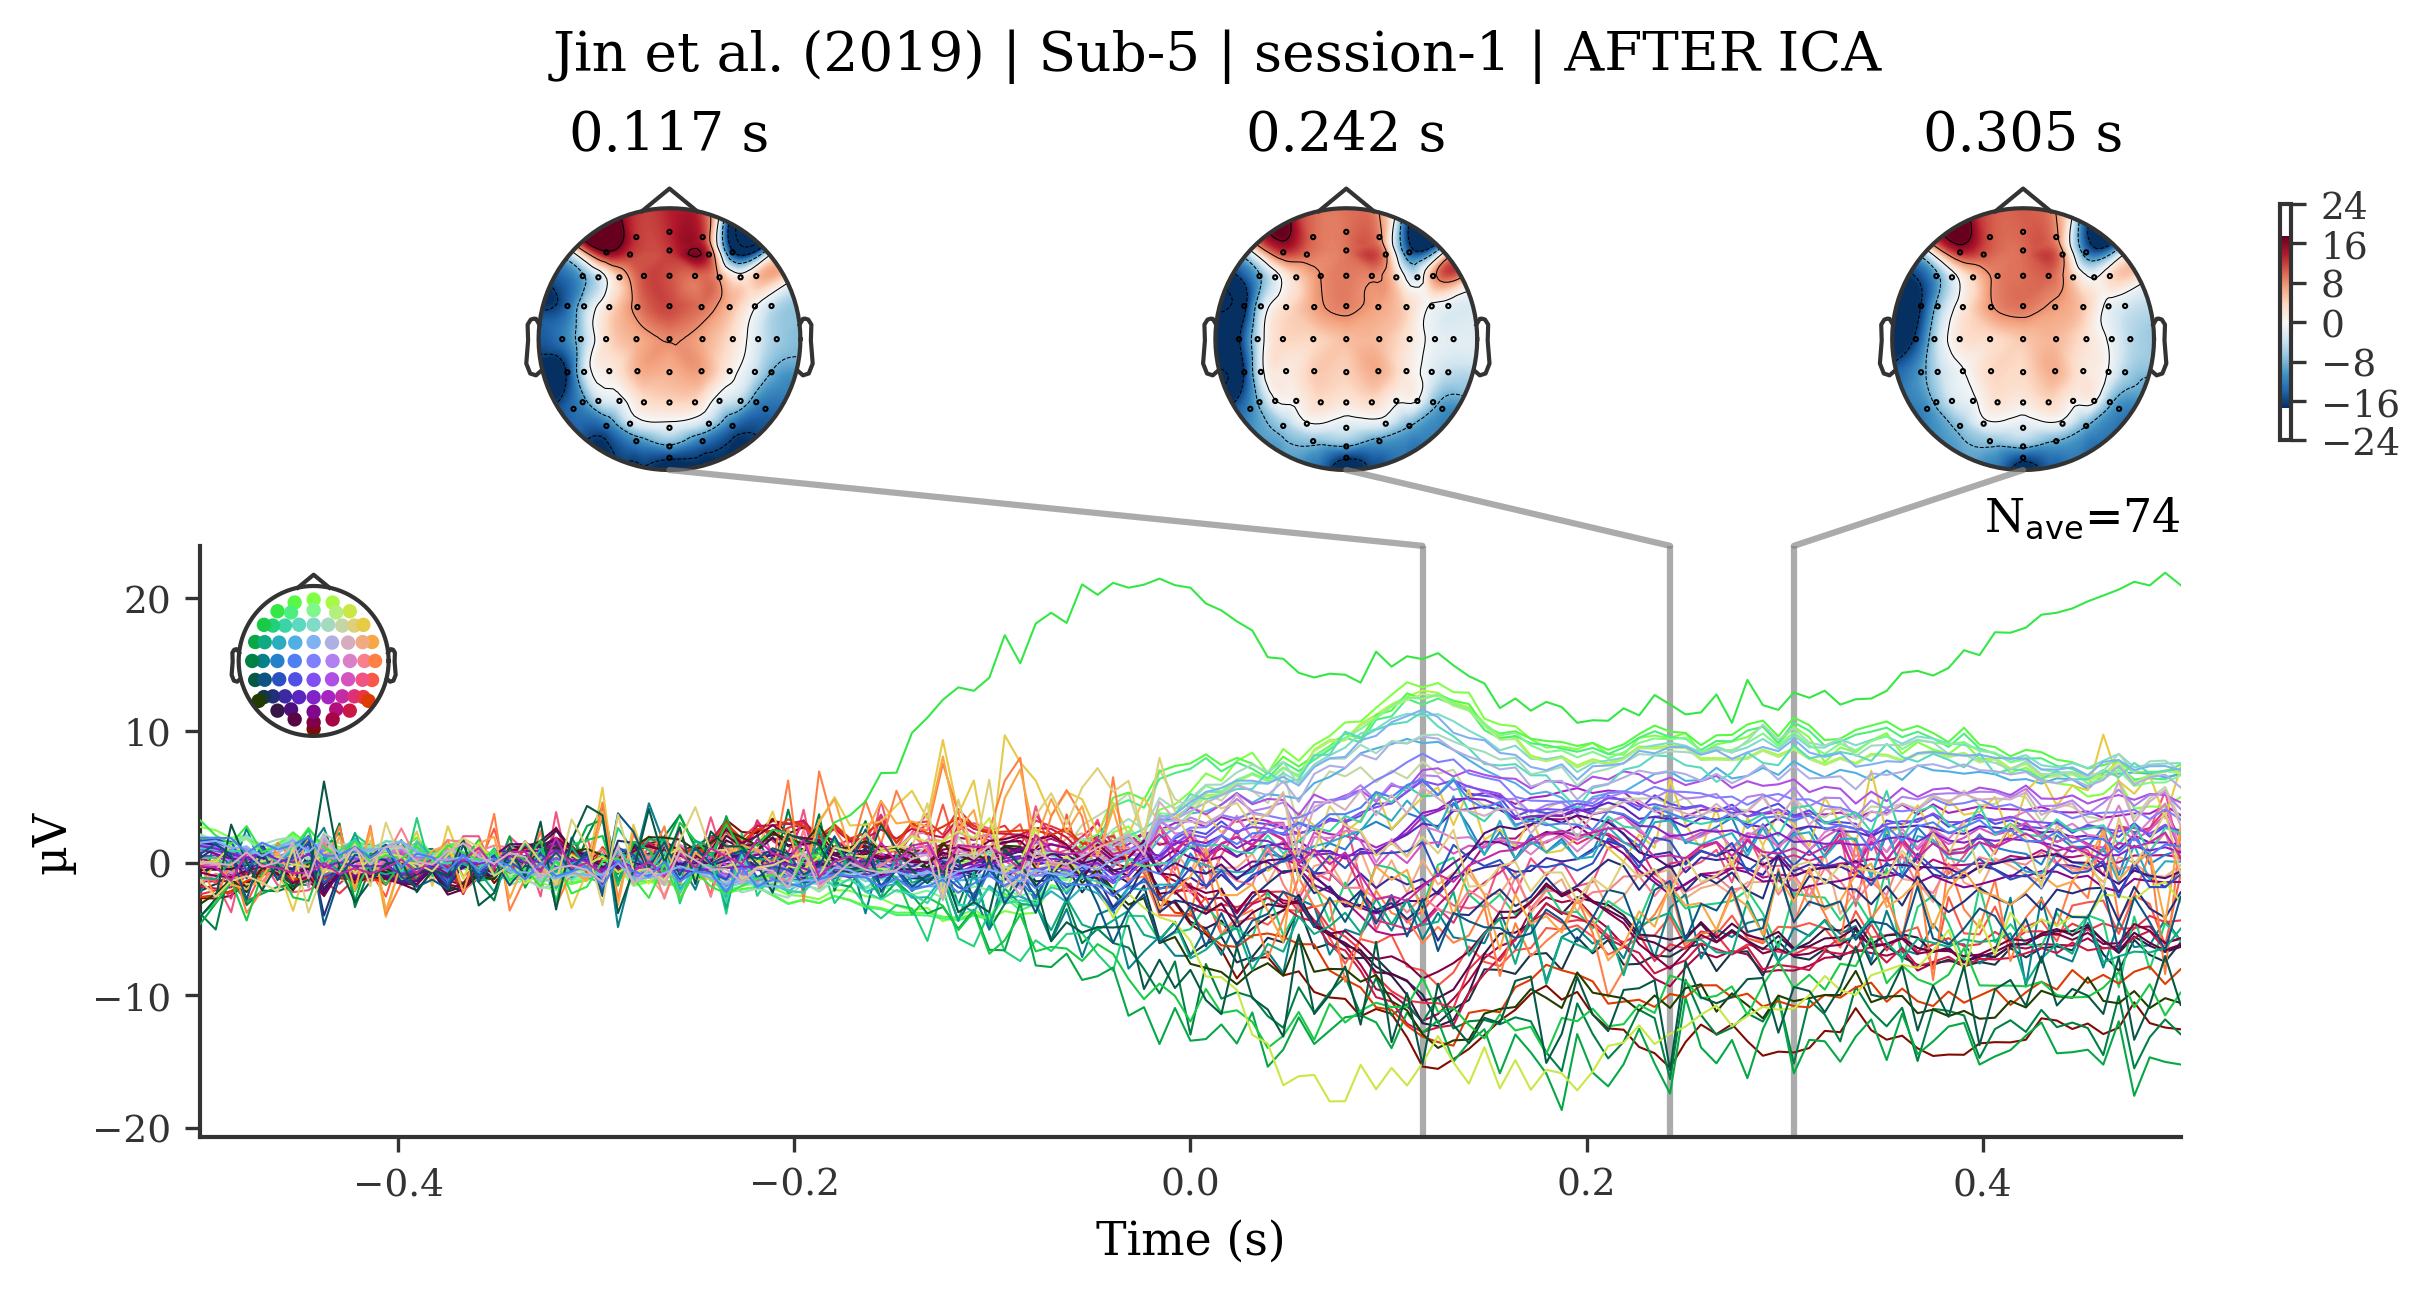 Jin et al. (2019) | Sub-5 | session-1 | AFTER ICA
0.117 s
0.242 s
0.305 s
24
16
8
0
−8
−16
−24
Nave=74
20
10
0
−10
−20
µV
−0.4
−0.2
0.0
0.2
0.4
Time (s)